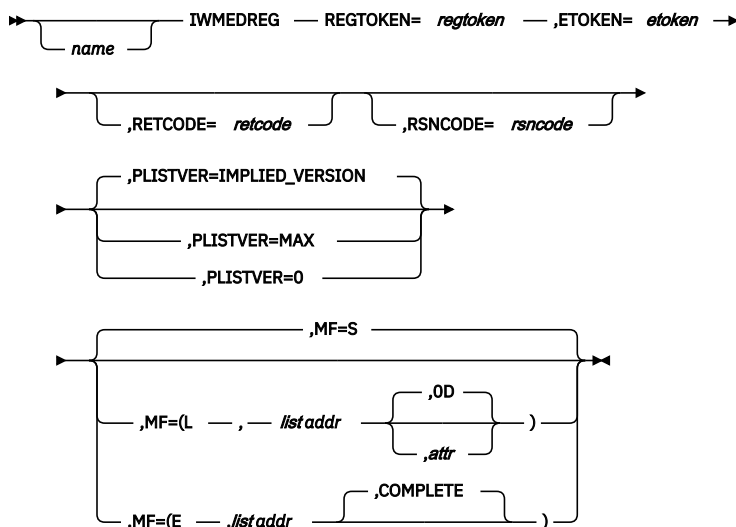 IWMEDREG REGTOKEN= regtoken ,ETOKEN= etoken
name
,RETCODE= retcode ,RSNCODE= rsncode
,PLISTVER=IMPLIED_VERSION
,PLISTVER=MAX
,PLISTVER=0
,MF=S
,0D
,MF=(L , list addr )
,attr
,COMPLETE
,MF=(E ,list addr )